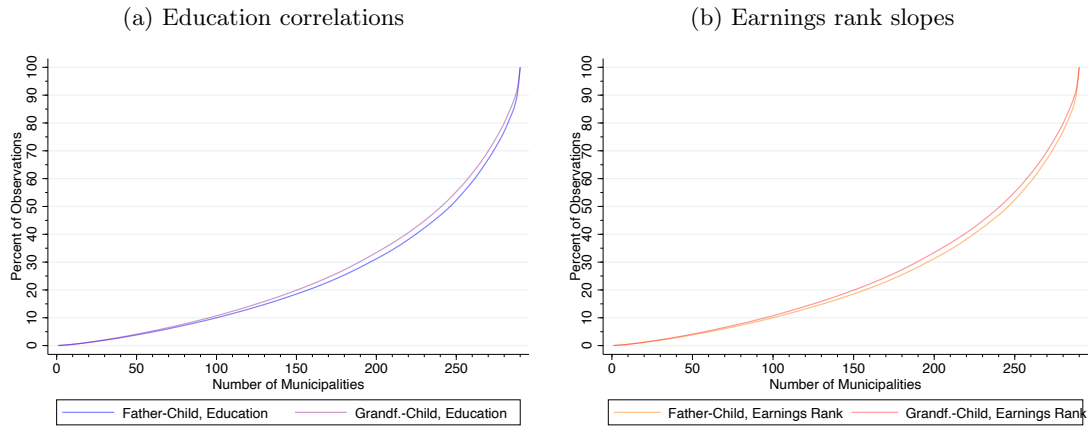 (a) Education correlations
Percent of Observations
0 10 20 30 40 50 60 70 80 90 100
0 50 100 150 200 250
Number of Municipalities
Father-Child, Education Grandf.-Child, Education
(b) Earnings rank slopes
Percent of Observations
0 10 20 30 40 50 60 70 80 90 100
0 50 100 150 200 250
Number of Municipalities
Father-Child, Earnings Rank Grandf.-Child, Earnings Rank